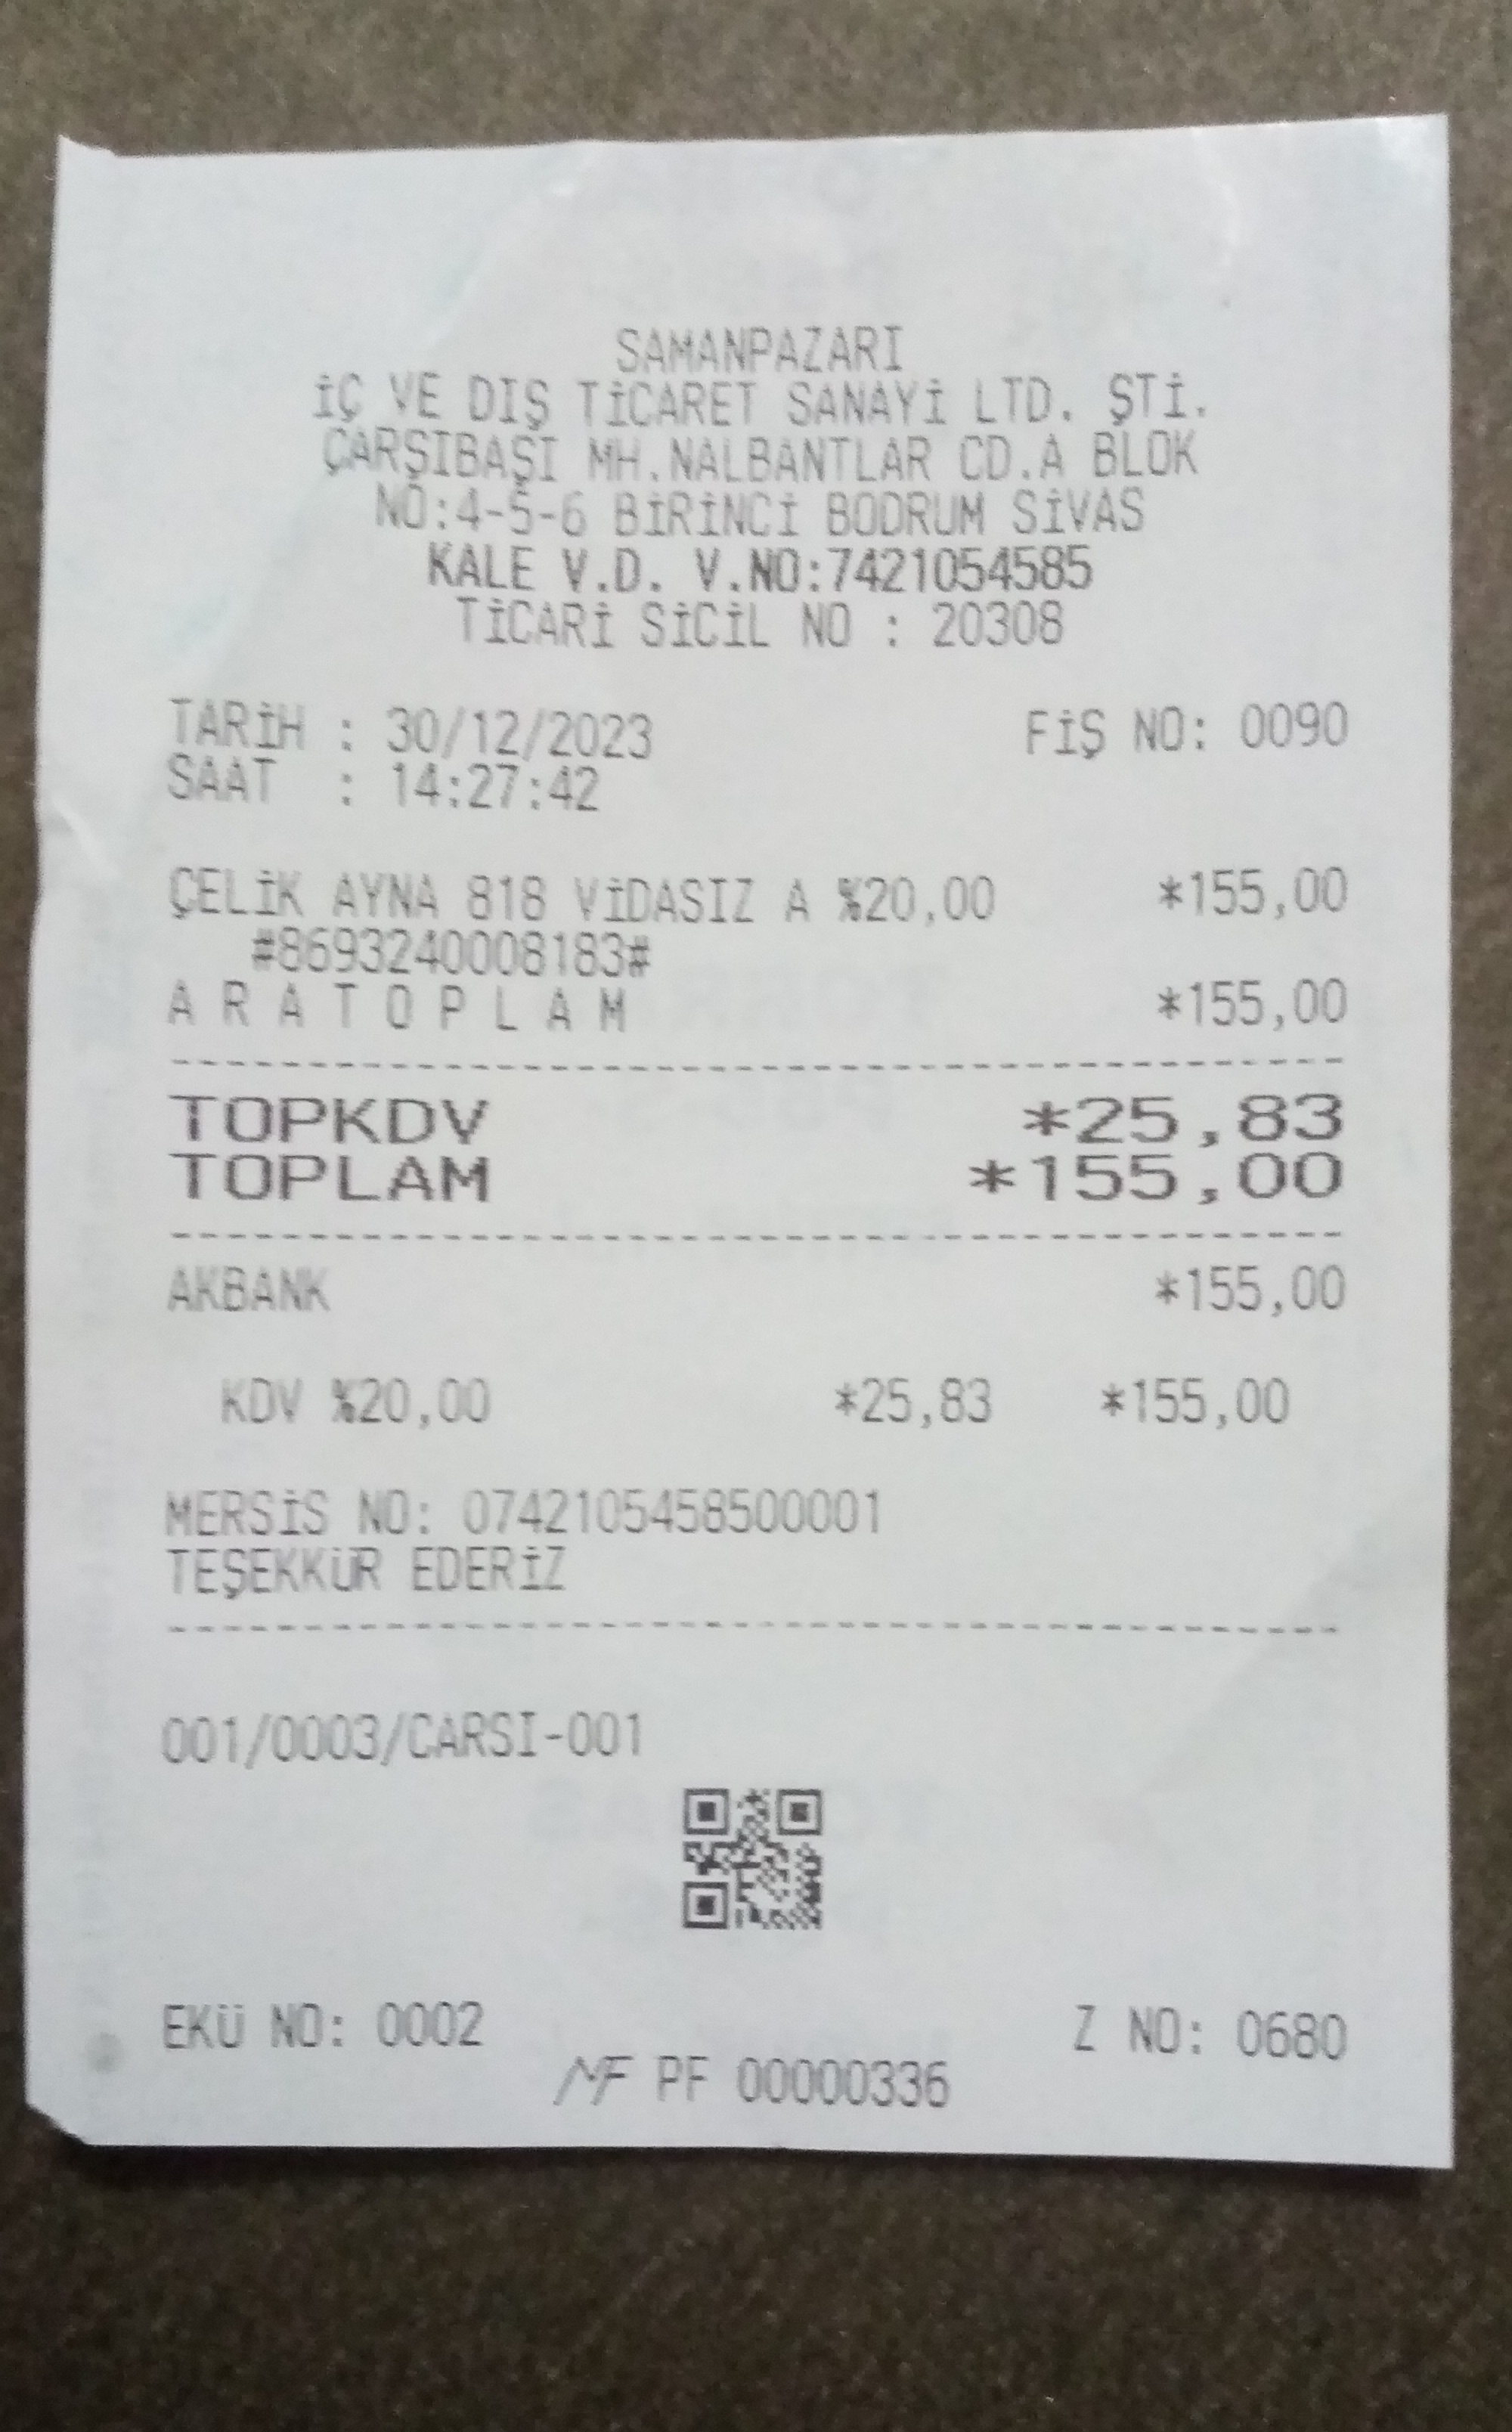 SAMANPAZARI
İÇ VE DIŞ TİCARET SANAYİ LTD. ŞTİ.
ÇARŞIBAŞI MH.NALBANTLAR CD.A BLOK
NO:4-5-6 BİRİNCİ BODRUM SİVAS
KALE V.D. V.NO:7421054585
TİCARİ SİCİL NO : 20308
TARİH : 30/12/2023 FİŞ NO: 0090
SAAT : 14:27:42
ÇELİK AYNA 818 VİDASIZ A %20,00 *155,00
#8693240008183#
A R A T O P L A M *155,00
TOPKDV *25,83
TOPLAM *155,00
AKBANK *155,00
KDV %20,00 *25,83 *155,00
MERSİS NO: 0742105458500001
TEŞEKKÜR EDERİZ
001/0003/CARSI-001
EKÜ NO: 0002 Z NO: 0680
MF PF 00000336